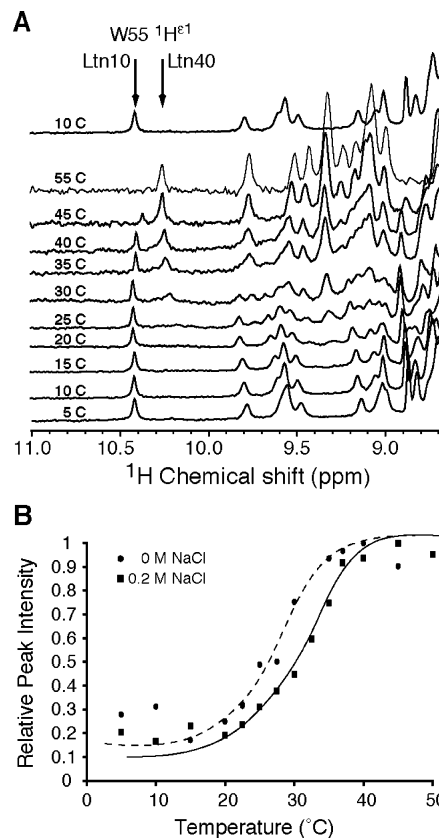 A
W55 ¹Hᵋ¹
Ltn10 Ltn40
10 C
55 C
45 C
40 C
35 C
30 C
25 C
20 C
15 C
10 C
5 C
11.0 10.5 10.0 9.5 9.0
¹H Chemical shift (ppm)
B
Relative Peak Intensity
1
0.9
0.8
0.7
0.6
0.5
0.4
0.3
0.2
0.1
0 M NaCl
0.2 M NaCl
0 10 20 30 40 50
Temperature (°C)